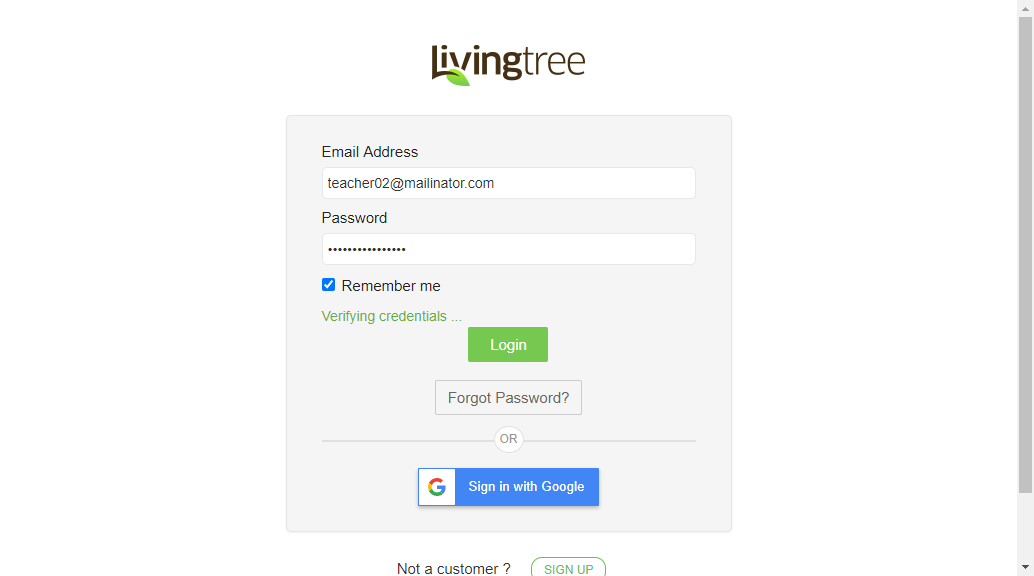 Livingtree
Email Address
teacher02@mailinator.com
Password
••••••••••••••••
Remember me
Verifying credentials ...
Login
Forgot Password?
OR
G Sign in with Google
Not a customer ? SIGN UP